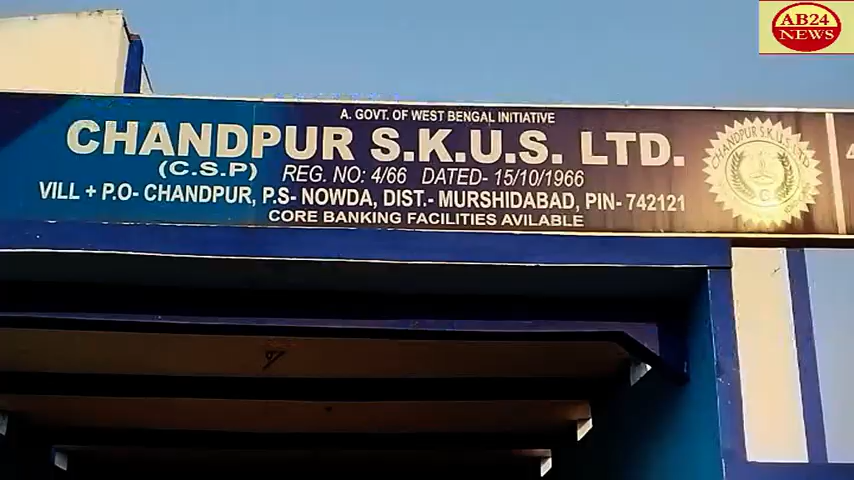 AB24
NEWS
A. GOVT. OF WEST BENGAL INITIATIVE
CHANDPUR S.K.U.S. LTD.
(C.S.P) REG. NO: 4/66 DATED- 15/10/1966
VILL + P.O- CHANDPUR, P.S- NOWDA, DIST.- MURSHIDABAD, PIN- 742121
CORE BANKING FACILITIES AVILABLE
CHANDPUR S.K.U.S LTD